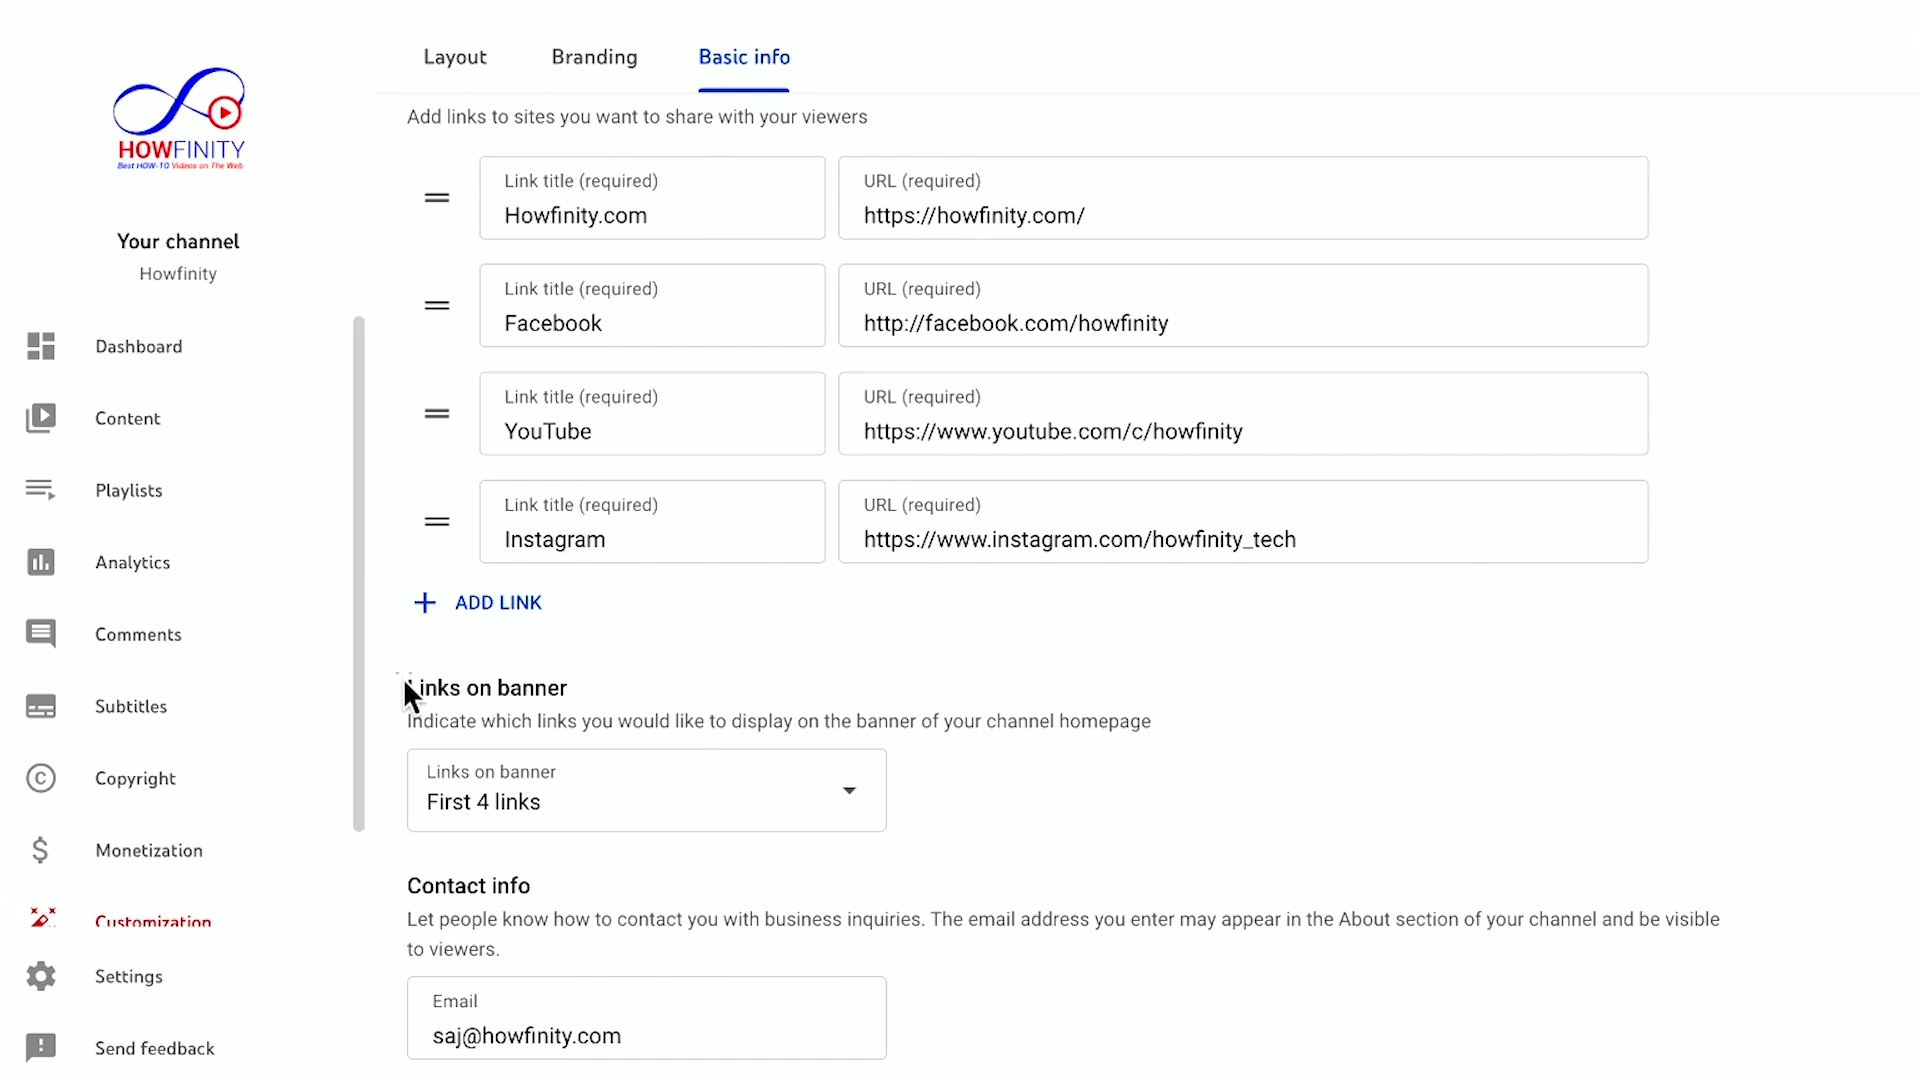 Layout
Branding
Basic info
HOWFINITY
Best HOW-TO Videos on The Web
Your channel
Howfinity
Dashboard
Content
Playlists
Analytics
Comments
Subtitles
Copyright
Monetization
Customization
Settings
Send feedback
Add links to sites you want to share with your viewers
Link title (required)
Howfinity.com
URL (required)
https://howfinity.com/
Link title (required)
Facebook
URL (required)
http://facebook.com/howfinity
Link title (required)
YouTube
URL (required)
https://www.youtube.com/c/howfinity
Link title (required)
Instagram
URL (required)
https://www.instagram.com/howfinity_tech
+ ADD LINK
Links on banner
Indicate which links you would like to display on the banner of your channel homepage
Links on banner
First 4 links
Contact info
Let people know how to contact you with business inquiries. The email address you enter may appear in the About section of your channel and be visible
to viewers.
Email
saj@howfinity.com